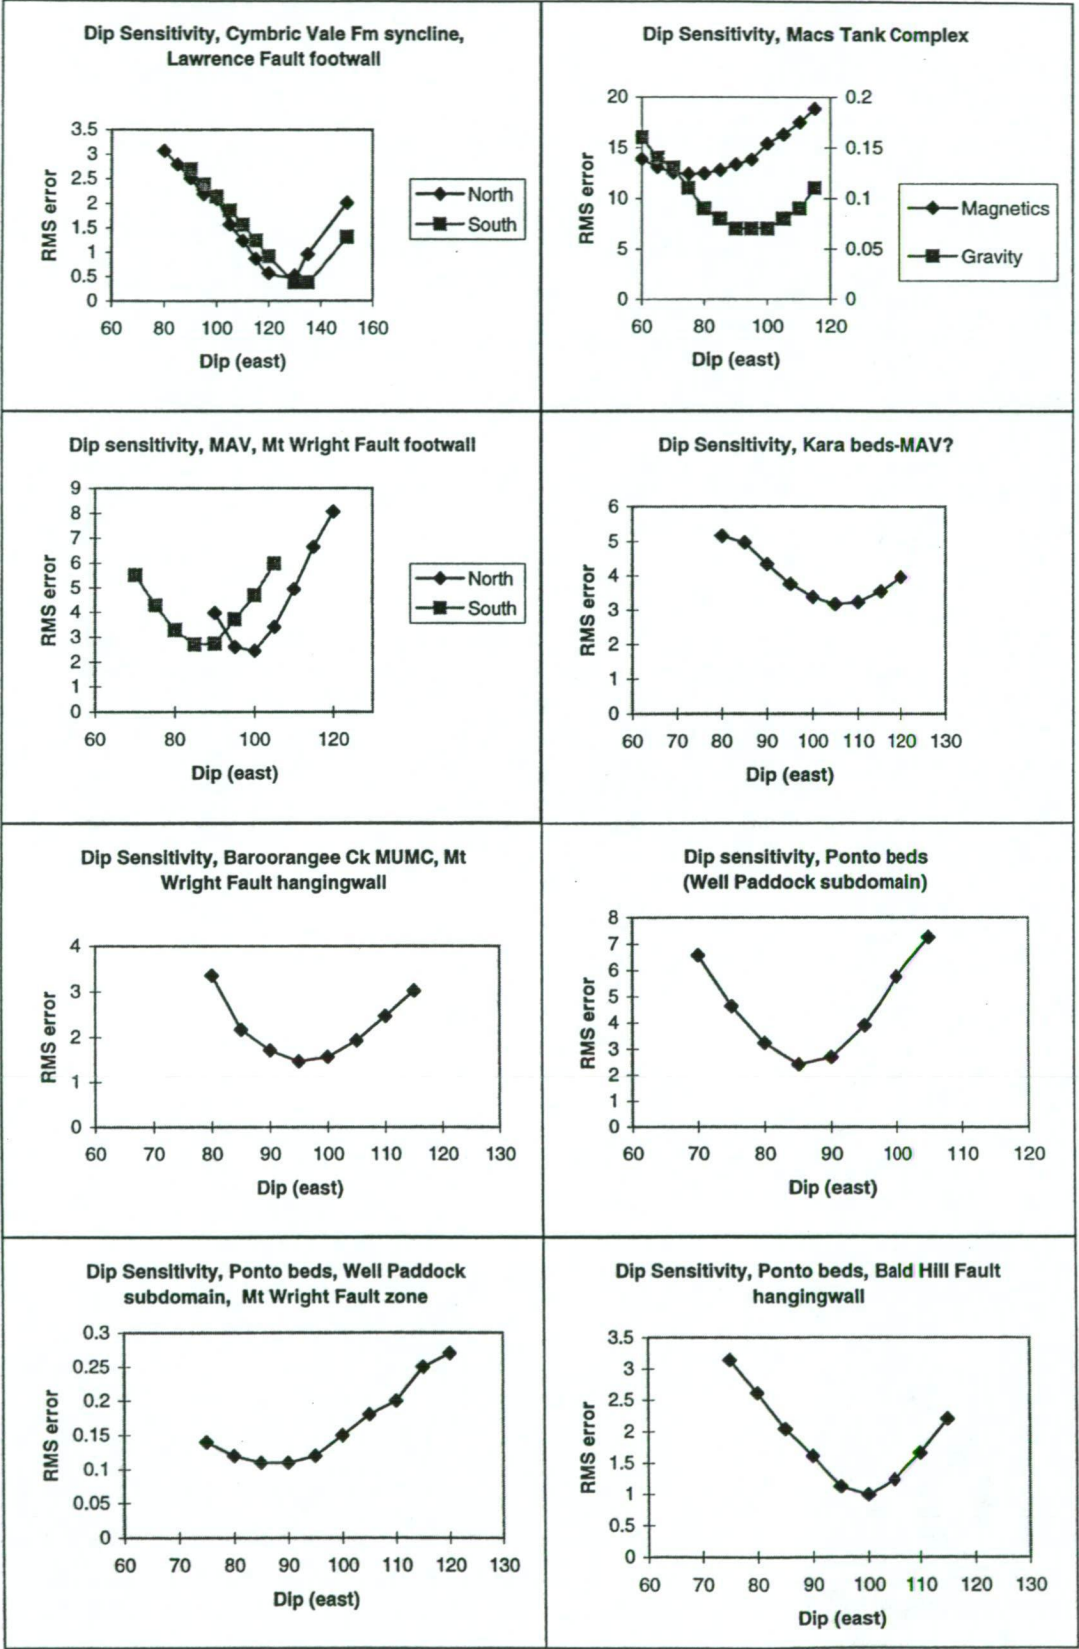 Dip Sensitivity, Cymbric Vale Fm syncline,
Lawrence Fault footwall
3.5
3
2.5
2
1.5
1
0.5
0
RMS error
60 80 100 120 140 160
Dip (east)
North
South
Dip Sensitivity, Macs Tank Complex
20
15
10
5
0
RMS error
0.2
0.15
0.1
0.05
0
60 80 100 120
Dip (east)
Magnetics
Gravity
Dip sensitivity, MAV, Mt Wright Fault footwall
9
8
7
6
5
4
3
2
1
0
RMS error
60 80 100 120
Dip (east)
North
South
Dip Sensitivity, Kara beds-MAV?
6
5
4
3
2
1
0
RMS error
60 70 80 90 100 110 120 130
Dip (east)
Dip Sensitivity, Baroorangee Ck MUMC, Mt
Wright Fault hangingwall
4
3
2
1
0
RMS error
60 70 80 90 100 110 120 130
Dip (east)
Dip sensitivity, Ponto beds
(Well Paddock subdomain)
8
7
6
5
4
3
2
1
0
RMS error
60 70 80 90 100 110 120
Dip (east)
Dip Sensitivity, Ponto beds, Well Paddock
subdomain, Mt Wright Fault zone
0.3
0.25
0.2
0.15
0.1
0.05
0
RMS error
60 70 80 90 100 110 120 130
Dip (east)
Dip Sensitivity, Ponto beds, Bald Hill Fault
hangingwall
3.5
3
2.5
2
1.5
1
0.5
0
RMS error
60 70 80 90 100 110 120 130
Dip (east)